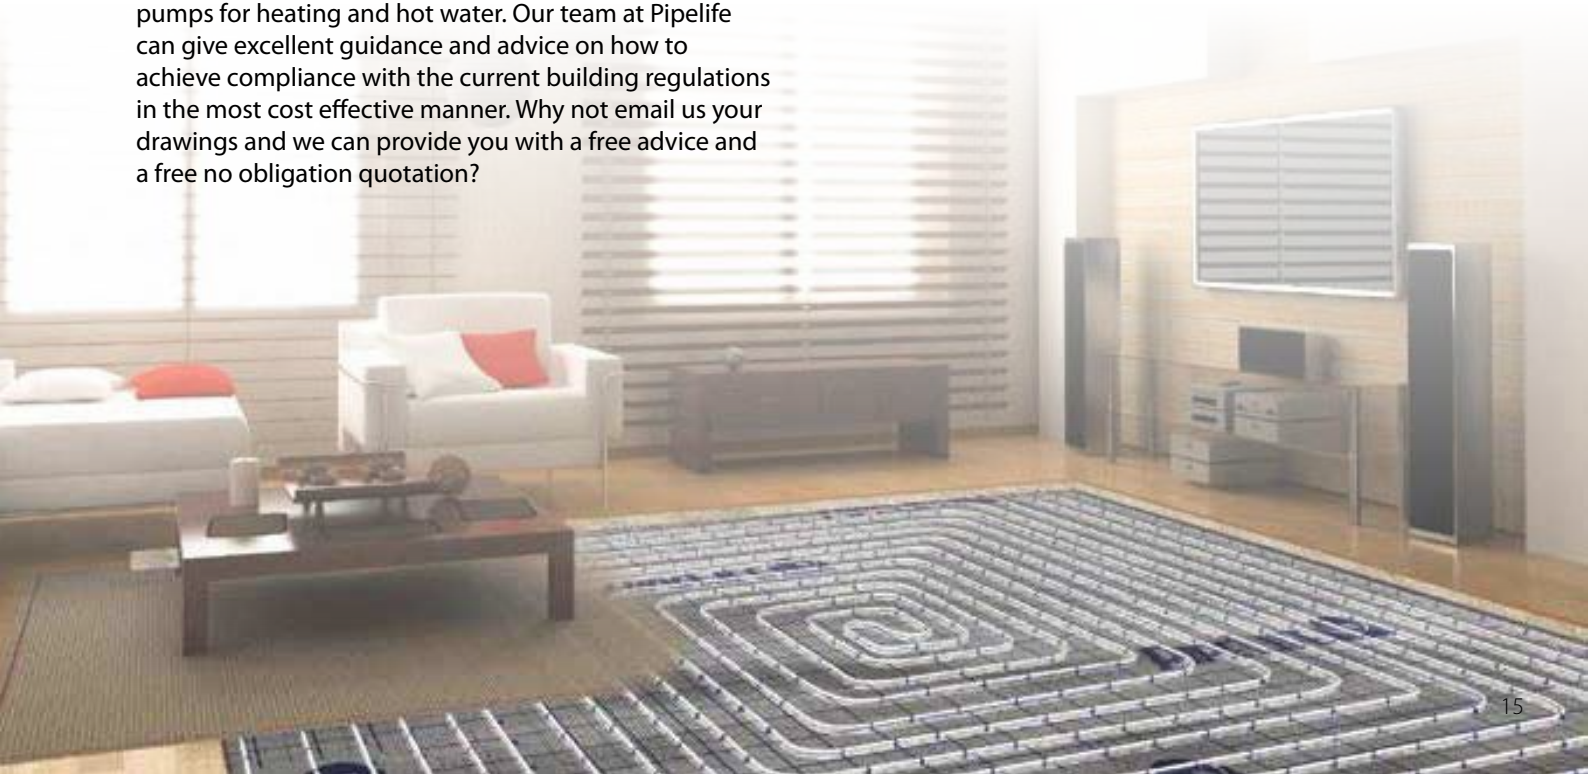 pumps for heating and hot water. Our team at Pipelife
can give excellent guidance and advice on how to
achieve compliance with the current building regulations
in the most cost effective manner. Why not email us your
drawings and we can provide you with a free advice and
a free no obligation quotation?
15